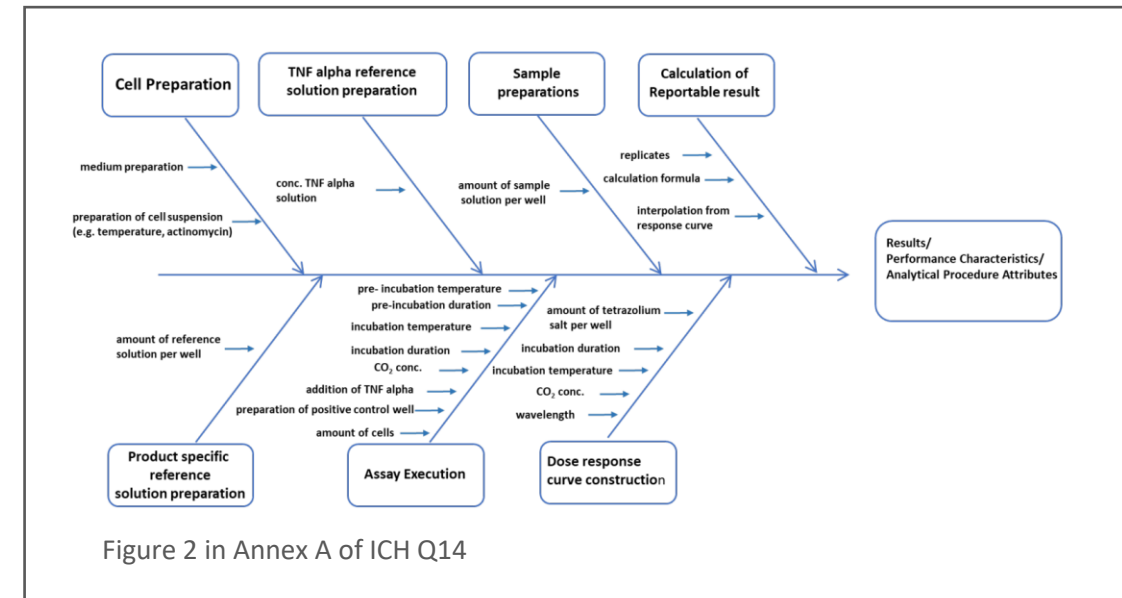 Cell Preparation
TNF alpha reference
solution preparation
Sample
preparations
Calculation of
Reportable result
medium preparation
preparation of cell suspension
(e.g. temperature, actinomycin)
conc. TNF alpha
solution
amount of sample
solution per well
replicates
calculation formula
interpolation from
response curve
Results/
Performance Characteristics/
Analytical Procedure Attributes
amount of reference
solution per well
pre- incubation temperature
pre-incubation duration
incubation temperature
incubation duration
CO₂ conc.
addition of TNF alpha
preparation of positive control well
amount of cells
amount of tetrazolium
salt per well
incubation duration
incubation temperature
CO₂ conc.
wavelength
Product specific
reference
solution preparation
Assay Execution
Dose response
curve construction
Figure 2 in Annex A of ICH Q14